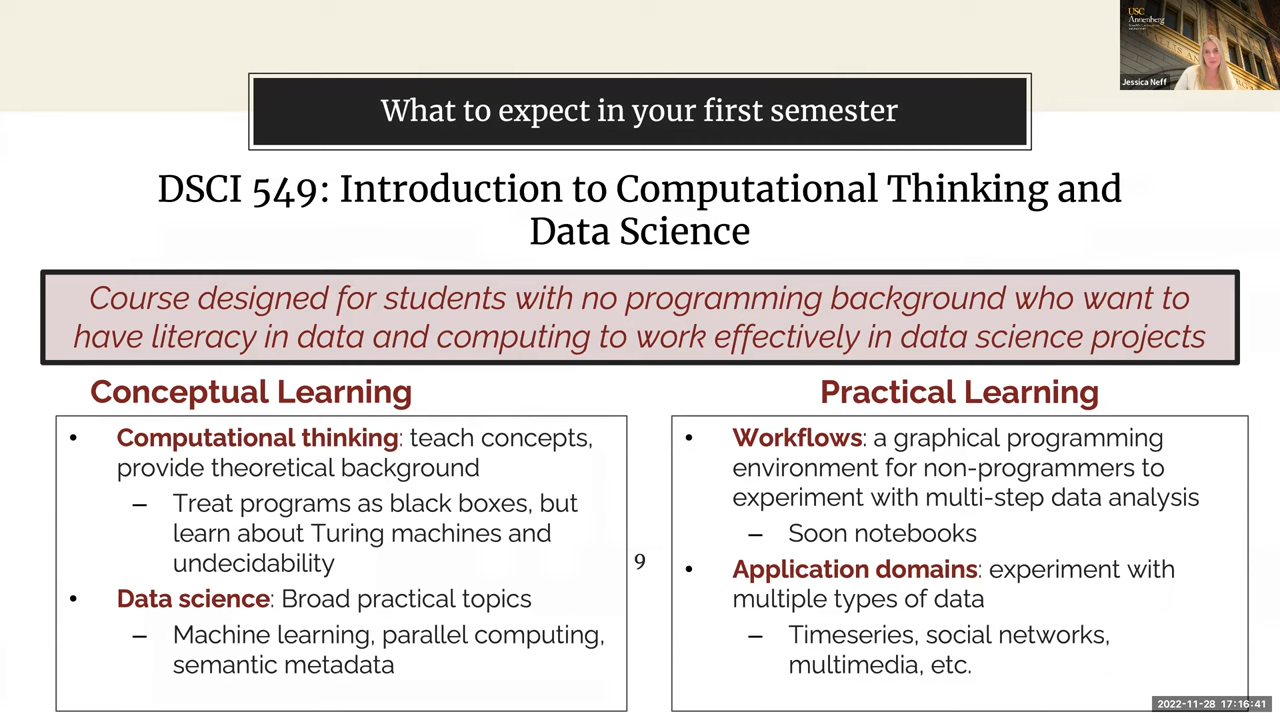 USC
Annenberg
Jessica Neff
What to expect in your first semester
DSCI 549: Introduction to Computational Thinking and
Data Science
Course designed for students with no programming background who want to
have literacy in data and computing to work effectively in data science projects
Conceptual Learning
• Computational thinking: teach concepts,
provide theoretical background
– Treat programs as black boxes, but
learn about Turing machines and
undecidability
• Data science: Broad practical topics
– Machine learning, parallel computing,
semantic metadata
9
Practical Learning
• Workflows: a graphical programming
environment for non-programmers to
experiment with multi-step data analysis
– Soon notebooks
• Application domains: experiment with
multiple types of data
– Timeseries, social networks,
multimedia, etc.
2022-11-28 17:16:41